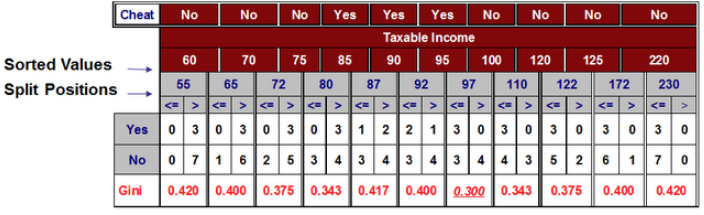 Cheat No No No Yes Yes Yes No No No No
Taxable Income
Sorted Values 60 70 75 85 90 95 100 120 125 220
Split Positions 55 65 72 80 87 92 97 110 122 172 230
<= > <= > <= > <= > <= > <= > <= > <= > <= > <= > <= >
Yes 0 3 0 3 0 3 0 3 1 2 2 1 3 0 3 0 3 0 3 0 3 0
No 0 7 1 6 2 5 3 4 3 4 3 4 3 4 4 3 5 2 6 1 7 0
Gini 0.420 0.400 0.375 0.343 0.417 0.400 0.300 0.343 0.375 0.400 0.420